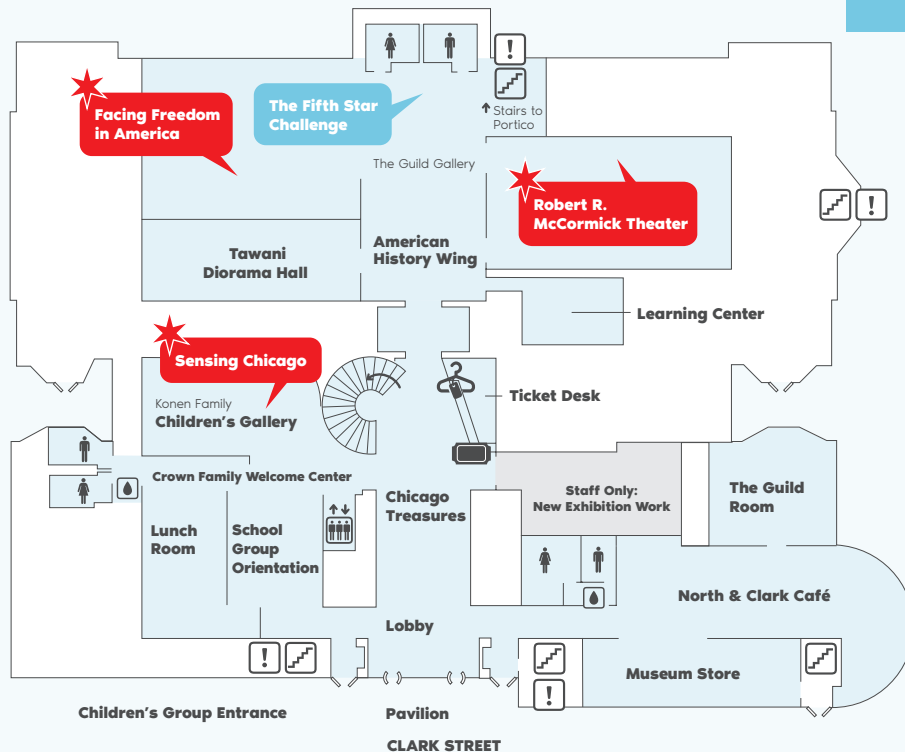 Facing Freedom
in America
The Fifth Star
Challenge
!
Stairs to
Portico
The Guild Gallery
Robert R.
McCormick Theater
!
Tawani
Diorama Hall
American
History Wing
Learning Center
Sensing Chicago
Konen Family
Children's Gallery
Ticket Desk
Crown Family Welcome Center
Chicago
Treasures
Staff Only:
New Exhibition Work
The Guild
Room
Lunch
Room
School
Group
Orientation
North & Clark Café
Lobby
!
!
Museum Store
Children's Group Entrance
Pavilion
CLARK STREET